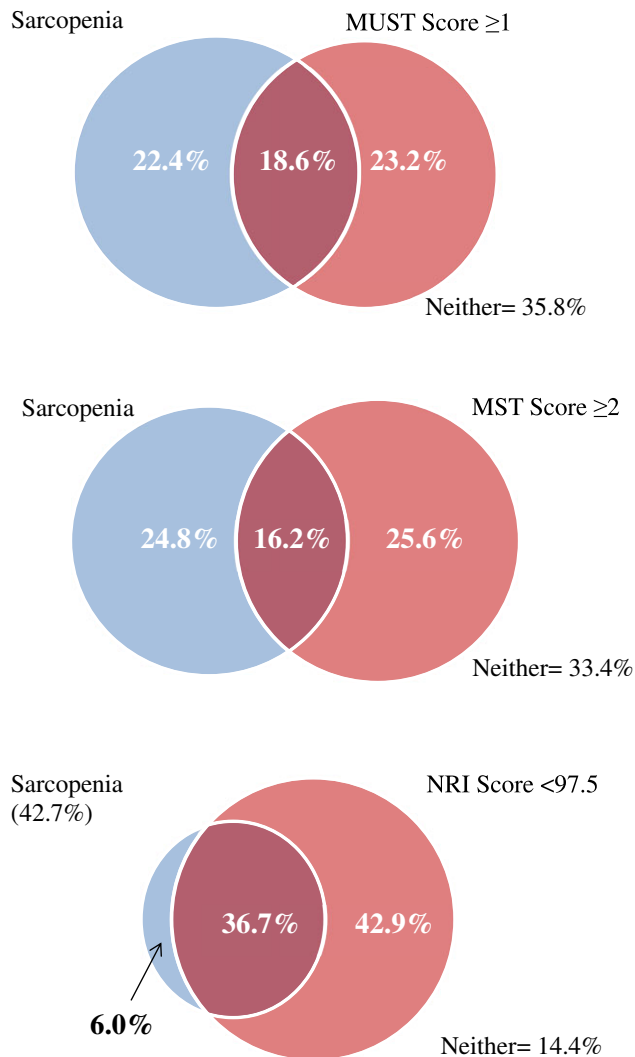 Sarcopenia MUST Score ≥1
22.4% 18.6% 23.2%
Neither= 35.8%
Sarcopenia MST Score ≥2
24.8% 16.2% 25.6%
Neither= 33.4%
Sarcopenia NRI Score <97.5
(42.7%)
36.7% 42.9%
6.0%
Neither= 14.4%